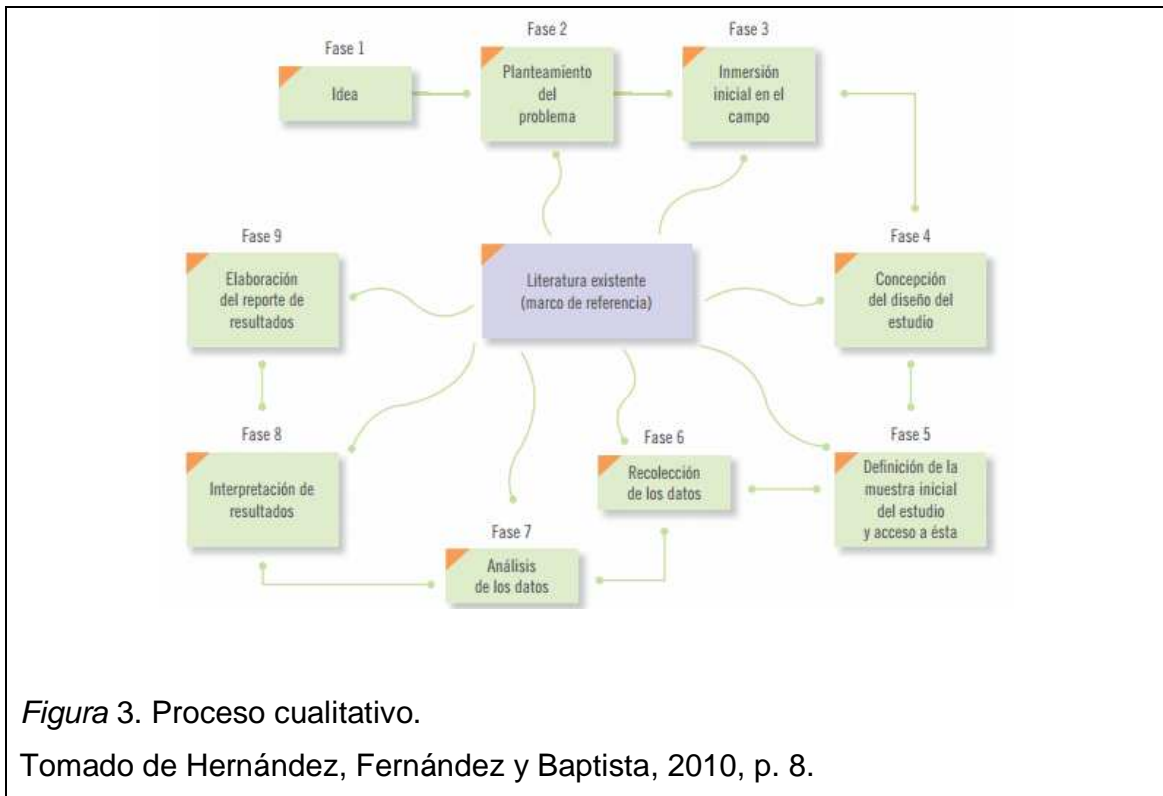 Fase 1
Idea
Fase 2
Planteamiento
del
problema
Fase 3
Inmersión
inicial en el
campo
Fase 4
Concepción
del diseño del
estudio
Fase 5
Definición de la
muestra inicial
del estudio
y acceso a ésta
Fase 6
Recolección
de los datos
Fase 7
Análisis
de los datos
Fase 8
Interpretación de
resultados
Fase 9
Elaboración
del reporte de
resultados
Literatura existente
(marco de referencia)
Figura 3. Proceso cualitativo.
Tomado de Hernández, Fernández y Baptista, 2010, p. 8.